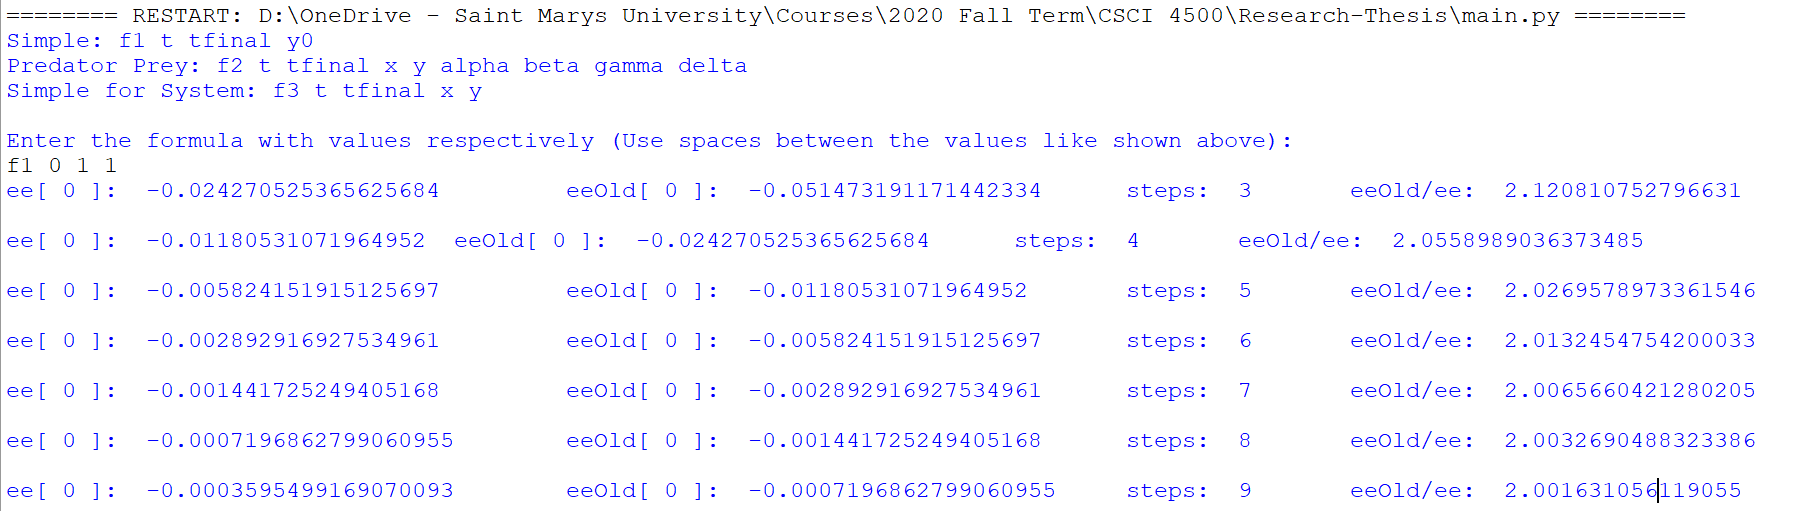 ======== RESTART: D:\OneDrive - Saint Marys University\Courses\2020 Fall Term\CSCI 4500\Research-Thesis\main.py ========
Simple: f1 t tfinal y0
Predator Prey: f2 t tfinal x y alpha beta gamma delta
Simple for System: f3 t tfinal x y
Enter the formula with values respectively (Use spaces between the values like shown above):
f1 0 1 1
ee[ 0 ]:  -0.024270525365625684 eeOld[ 0 ]:  -0.051473191171442334 steps:  3 eeOld/ee:  2.120810752796631
ee[ 0 ]:  -0.01180531071964952 eeOld[ 0 ]:  -0.024270525365625684 steps:  4 eeOld/ee:  2.0558989036373485
ee[ 0 ]:  -0.005824151915125697 eeOld[ 0 ]:  -0.01180531071964952 steps:  5 eeOld/ee:  2.0269578973361546
ee[ 0 ]:  -0.002892916927534961 eeOld[ 0 ]:  -0.005824151915125697 steps:  6 eeOld/ee:  2.0132454754200033
ee[ 0 ]:  -0.001441725249405168 eeOld[ 0 ]:  -0.002892916927534961 steps:  7 eeOld/ee:  2.0065660421280205
ee[ 0 ]:  -0.0007196862799060955 eeOld[ 0 ]:  -0.001441725249405168 steps:  8 eeOld/ee:  2.0032690488323386
ee[ 0 ]:  -0.0003595499169070093 eeOld[ 0 ]:  -0.0007196862799060955 steps:  9 eeOld/ee:  2.001631056119055